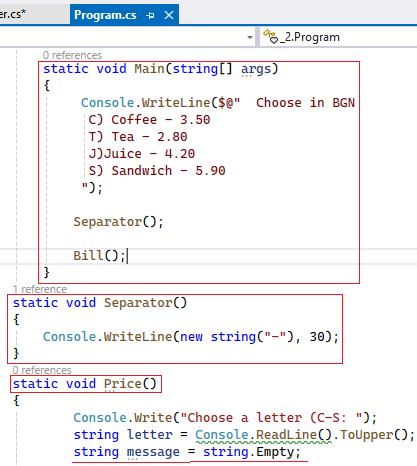 er.cs*
Program.cs
_2.Program
0 references
static void Main(string[] args)
{
Console.WriteLine($@"  Choose in BGN
C) Coffee - 3.50
T) Tea - 2.80
J)Juice - 4.20
S) Sandwich - 5.90
");
Separator();
Bill();
}
1 reference
static void Separator()
{
Console.WriteLine(new string("-"), 30);
}
0 references
static void Price()
{
Console.Write("Choose a letter (C-S: ");
string letter = Console.ReadLine().ToUpper();
string message = string.Empty;